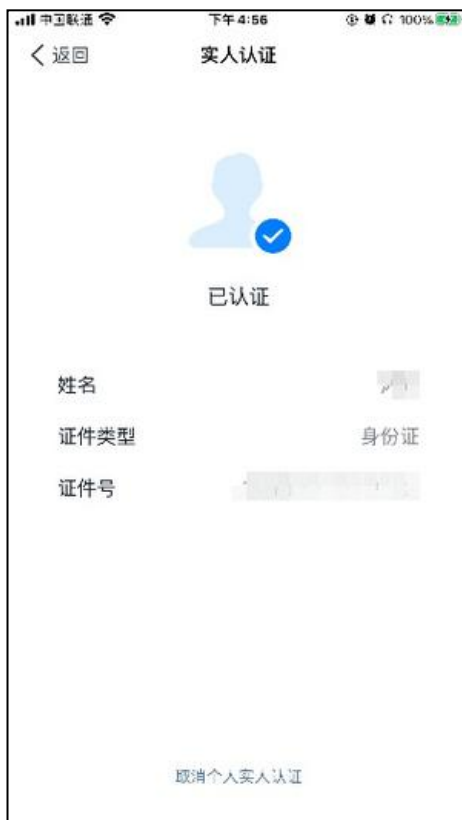 中国联通 下午4:56 100%
返回 实人认证
已认证
姓名
证件类型 身份证
证件号
取消个人实人认证